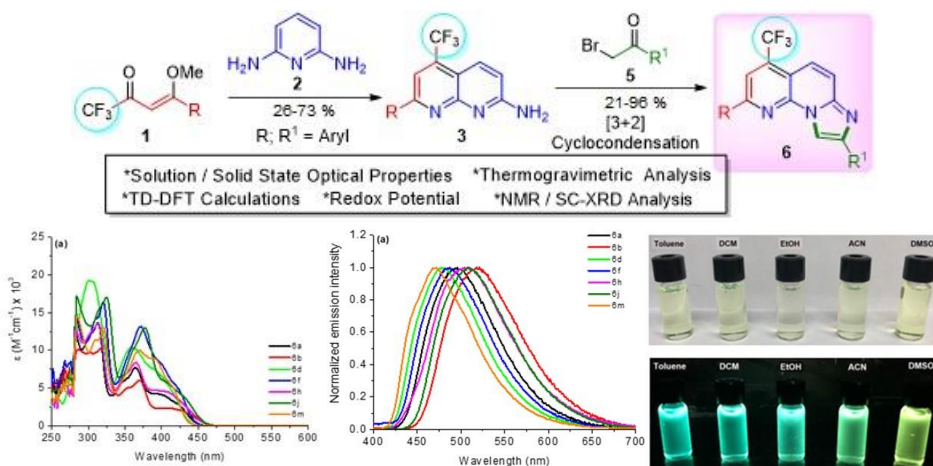 CF3
O
OMe
CF3
R
1
H2N
N
NH2
2
26-73 %
R; R1 = Aryl
CF3
R
N
N
NH2
3
O
Br
R1
5
21-96 %
[3+2]
Cyclocondensation
CF3
R
N
N
N
R1
6
*Solution / Solid State Optical Properties *Thermogravimetric Analysis
*TD-DFT Calculations *Redox Potential *NMR / SC-XRD Analysis
(a)
ε (M-1cm-1) x 103
25
20
15
10
5
0
250 300 350 400 450 500 550 600
Wavelength (nm)
6a
6b
6d
6f
6h
6j
6m
(a)
Normalized emission intensity
1.2
1.0
0.8
0.6
0.4
0.2
0.0
400 450 500 550 600 650 700
Wavelength (nm)
6a
6b
6d
6f
6h
6j
6m
Toluene DCM EtOH ACN DMSO
Toluene DCM EtOH ACN DMSO